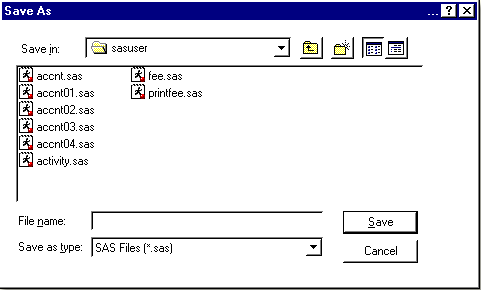 Save As ... ? X
Save in: sasuser
accnt.sas
accnt01.sas
accnt02.sas
accnt03.sas
accnt04.sas
activity.sas
fee.sas
printfee.sas
File name: Save
Save as type: SAS Files (*.sas) Cancel